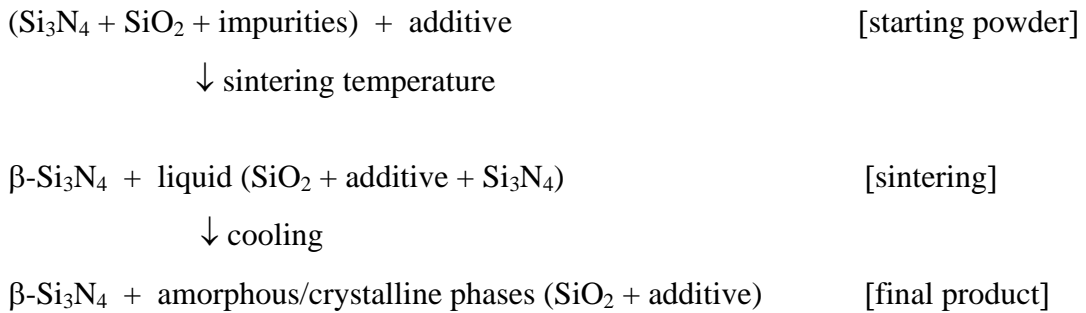 (Si₃N₄ + SiO₂ + impurities) + additive [starting powder]
↓ sintering temperature
β-Si₃N₄ + liquid (SiO₂ + additive + Si₃N₄) [sintering]
↓ cooling
β-Si₃N₄ + amorphous/crystalline phases (SiO₂ + additive) [final product]